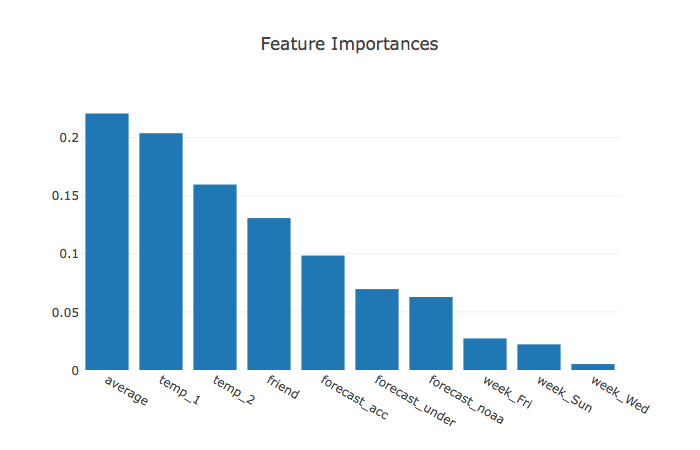 Feature Importances
0.2
0.15
0.1
0.05
0
average
temp_1
temp_2
friend
forecast_acc
forecast_under
forecast_noaa
week_Fri
week_Sun
week_Wed